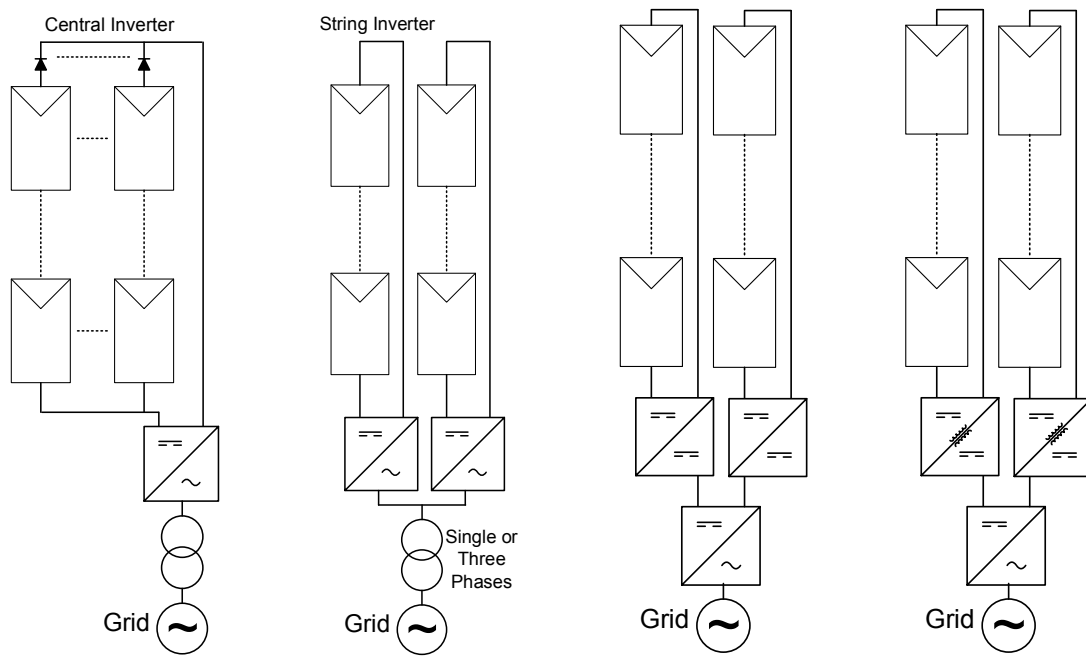 Central Inverter
String Inverter
Single or
Three
Phases
Grid
Grid
Grid
Grid